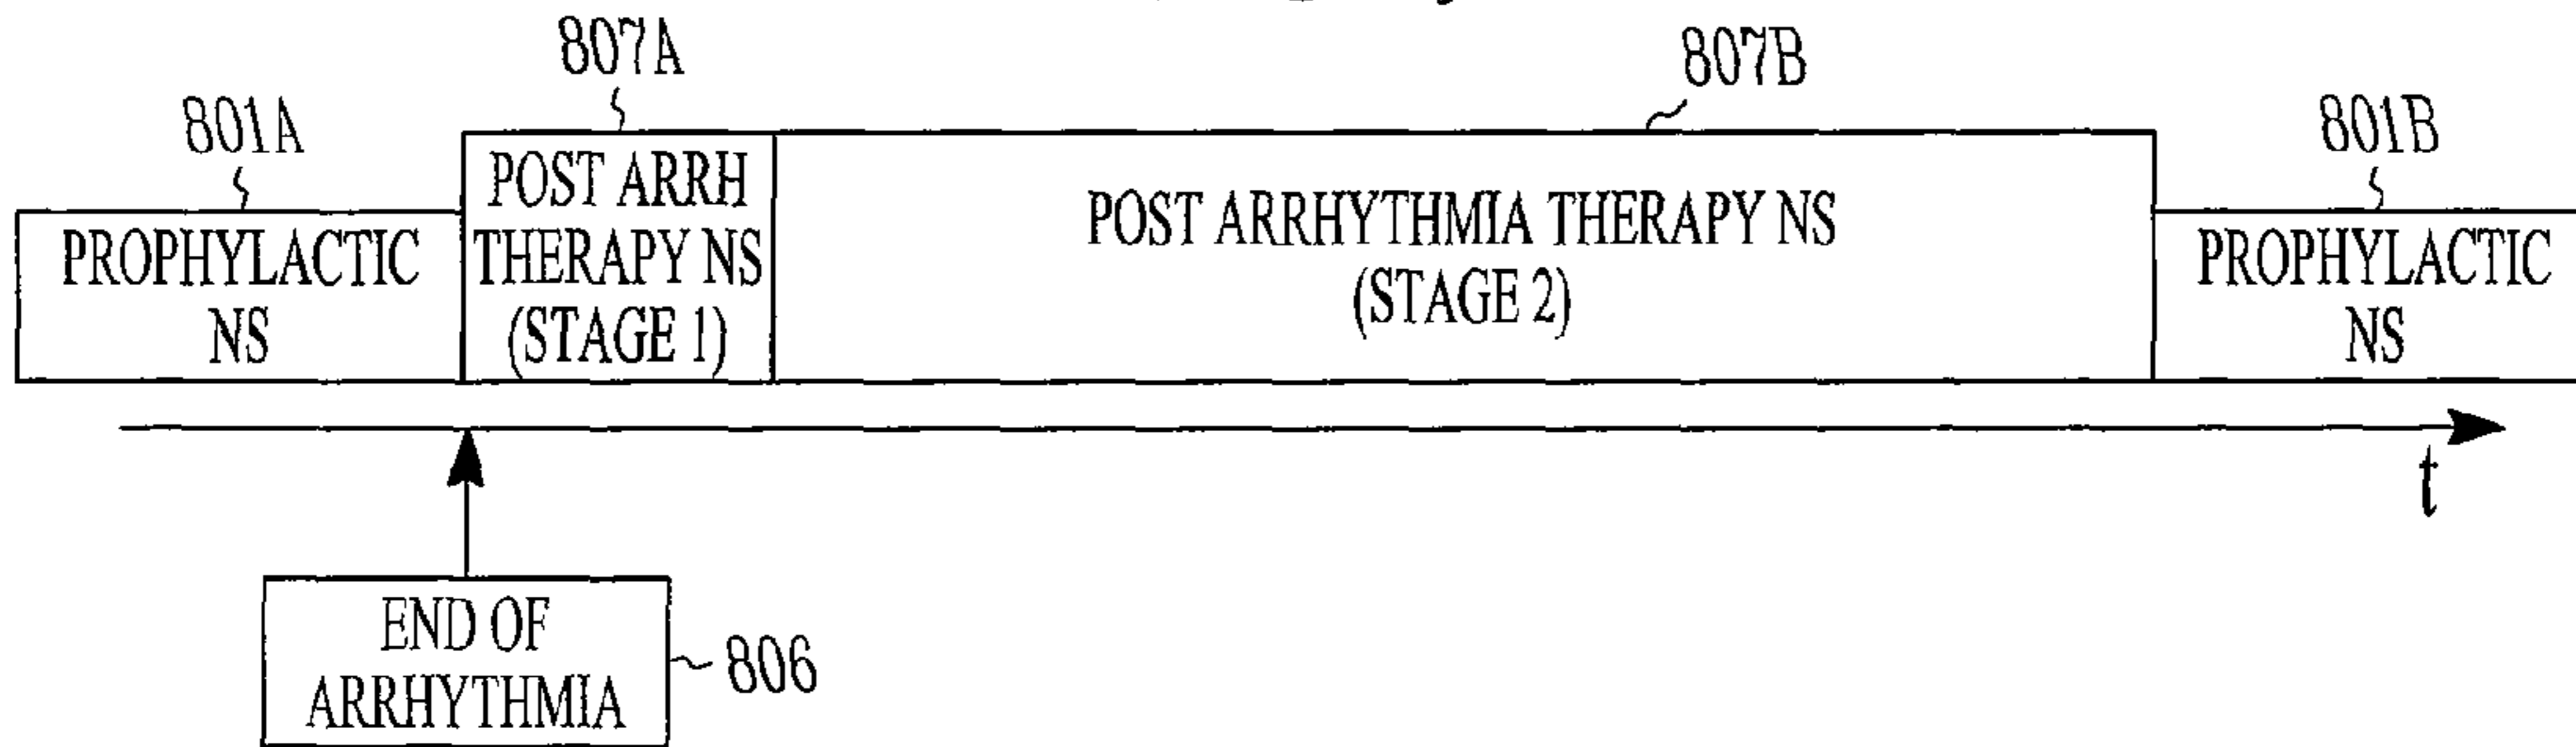 807A
807B
801A
801B
POST ARRH
THERAPY NS
(STAGE 1)
POST ARRHYTHMIA THERAPY NS
(STAGE 2)
PROPHYLACTIC
NS
PROPHYLACTIC
NS
t
END OF
ARRHYTHMIA
806